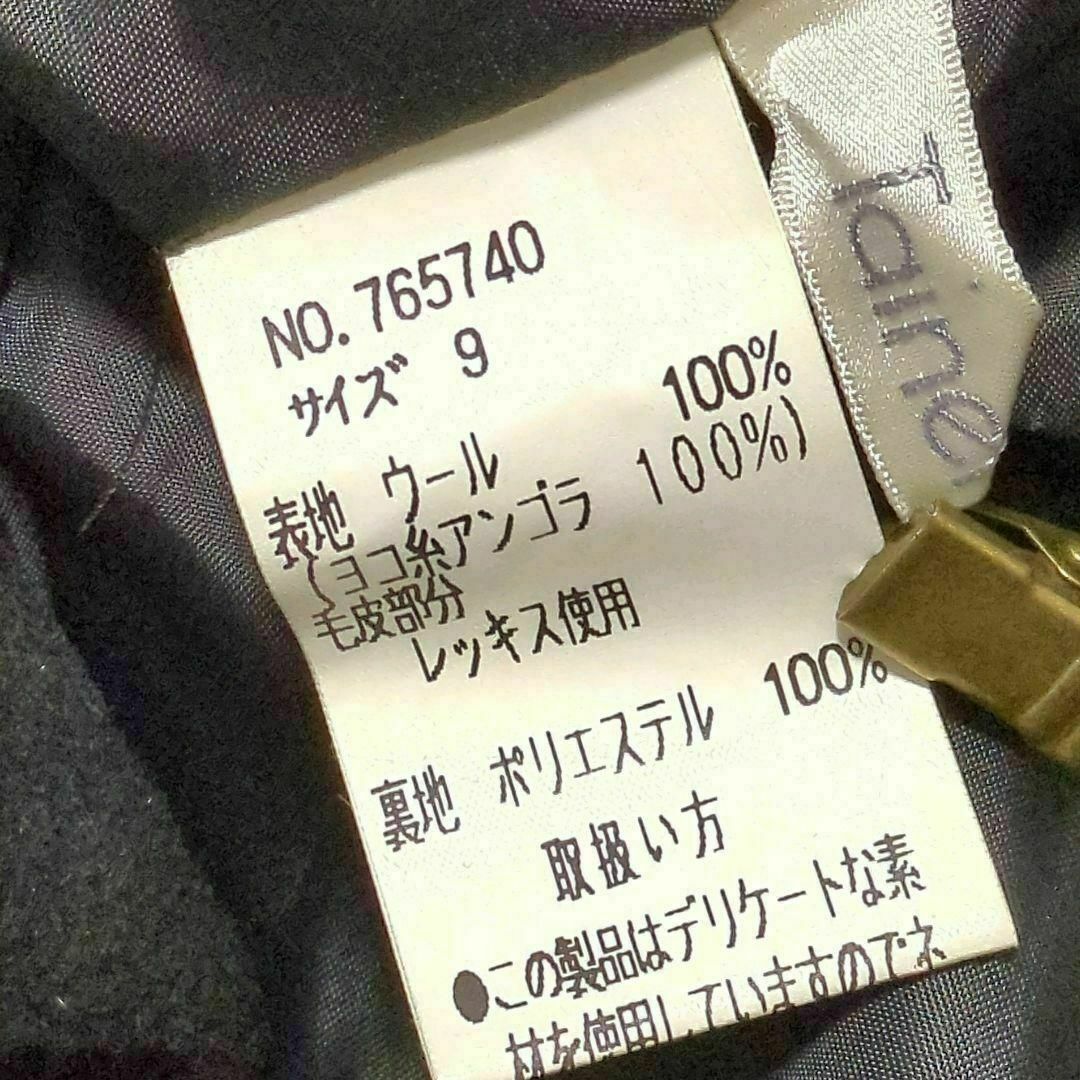 NO.765740
サイズ 9
表地 ウール 100%
(ヨコ糸アンゴラ 100%)
毛皮部分
レッキス使用
裏地 ポリエステル 100%
取扱い方
●この製品はデリケートな素
材を使用していますのでネ
Taine